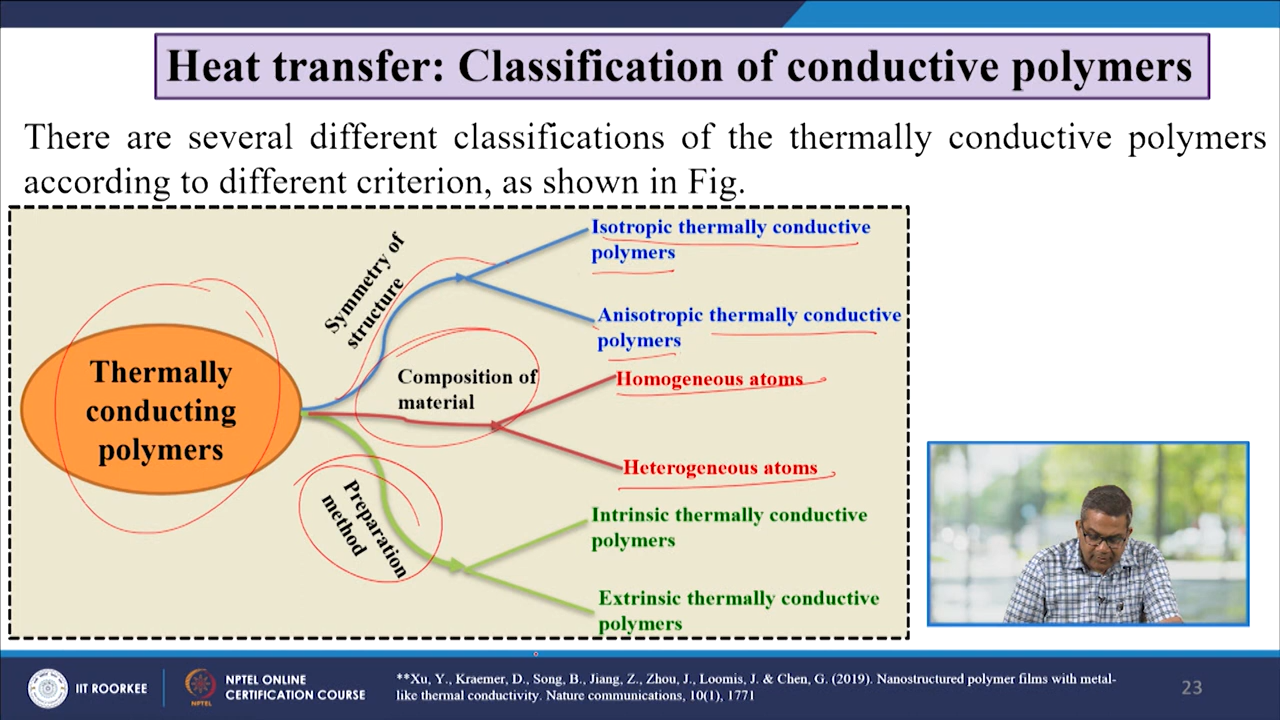 Heat transfer: Classification of conductive polymers
There are several different classifications of the thermally conductive polymers
according to different criterion, as shown in Fig.
Thermally
conducting
polymers
Symmetry of
structure
Isotropic thermally conductive
polymers
Anisotropic thermally conductive
polymers
Composition of
material
Homogeneous atoms
Heterogeneous atoms
Preparation
method
Intrinsic thermally conductive
polymers
Extrinsic thermally conductive
polymers
IIT ROORKEE
NPTEL
NPTEL ONLINE
CERTIFICATION COURSE
**Xu, Y., Kraemer, D., Song, B., Jiang, Z., Zhou, J., Loomis, J. & Chen, G. (2019). Nanostructured polymer films with metal-
like thermal conductivity. Nature communications, 10(1), 1771
23